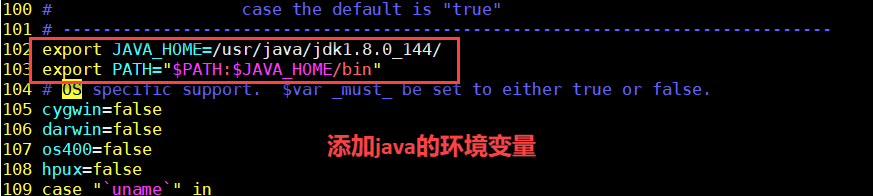 100 #                   case the default is "true"
101 # -----------------------------------------------------------------------------
102 export JAVA_HOME=/usr/java/jdk1.8.0_144/
103 export PATH="$PATH:$JAVA_HOME/bin"
104 # OS specific support.  $var _must_ be set to either true or false.
105 cygwin=false
106 darwin=false
107 os400=false
添加java的环境变量
108 hpux=false
109 case "`uname`" in